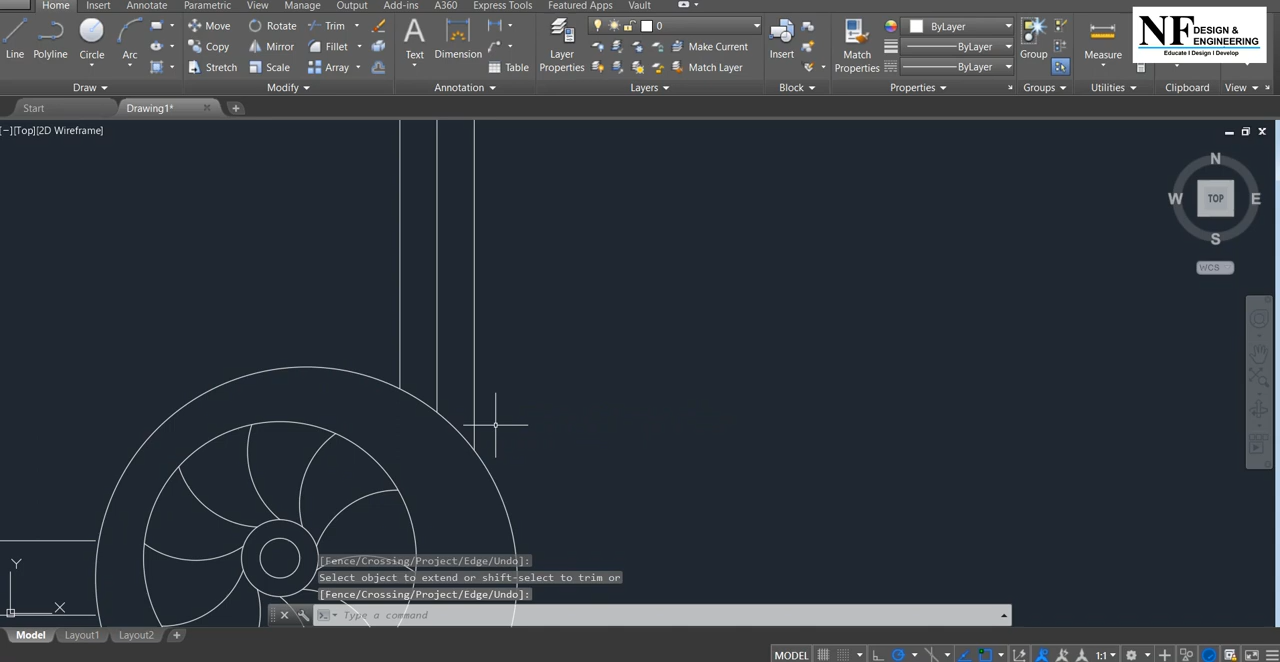 Home Insert Annotate Parametric View Manage Output Add-ins A360 Express Tools Featured Apps Vault
Line Polyline Circle Arc
Move Rotate Trim
Copy Mirror Fillet
Stretch Scale Array
Text Dimension Table
Layer Properties
0
Make Current
Match Layer
Insert
Match Properties
ByLayer
ByLayer
ByLayer
Group
Measure
NF DESIGN & ENGINEERING
Educate I Design I Develop
Draw Modify Annotation Layers Block Properties Groups Utilities Clipboard View
Start Drawing1*
[−][Top][2D Wireframe]
N
W TOP E
S
WCS
[Fence/Crossing/Project/Edge/Undo]:
Select object to extend or shift-select to trim or
[Fence/Crossing/Project/Edge/Undo]:
Type a command
Y
X
Model Layout1 Layout2
MODEL 1:1